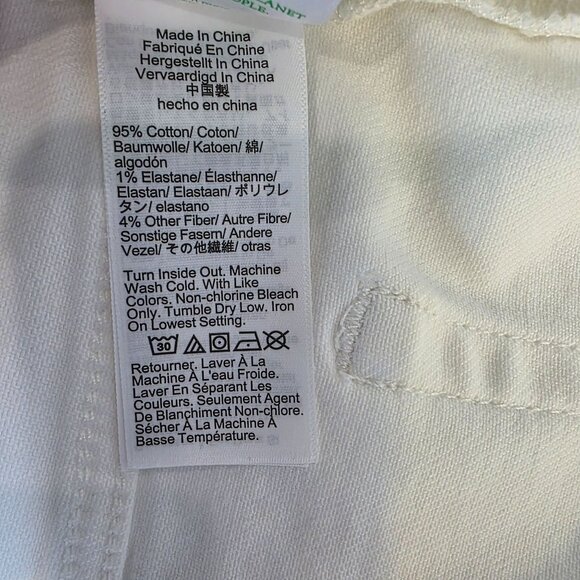 PLANET
PEOPLE.
Made In China
Fabriqué En China
Hergestellt In China
Vervaardigd In China
中国製
hecho en china
95% Cotton/ Coton/
Baumwolle/ Katoen/ 綿/
algodón
1% Elastane/ Élasthanne/
Elastan/ Elastaan/ ポリウレ
タン/ elastano
4% Other Fiber/ Autre Fibre/
Sonstige Fasern/ Andere
Vezel/ その他繊維/ otras
Turn Inside Out. Machine
Wash Cold. With Like
Colors. Non-chlorine Bleach
Only. Tumble Dry Low. Iron
On Lowest Setting.
30
Retourner. Laver À La
Machine À L'eau Froide.
Laver En Séparant Les
Couleurs. Seulement Agent
De Blanchiment Non-chlore.
Sécher À La Machine À
Basse Température.